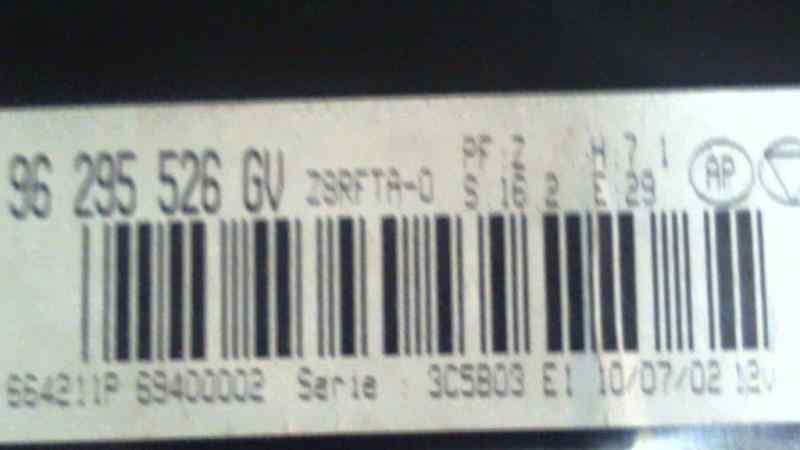 PF:Z H:7 1
96 295 526 GV Z9RFTA-0 S 16 2 E 29 AP
664211P 69400002 Serie : 3C5803 E1 10/07/02 12v